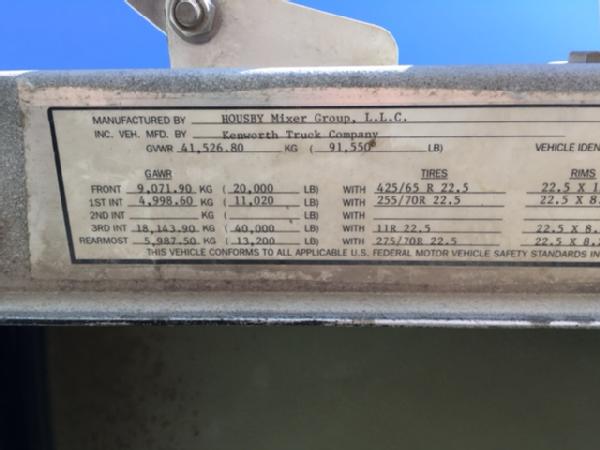 MANUFACTURED BY HOUSBY Mixer Group, L.L.C.
INC. VEH. MFD. BY Kenworth Truck Company
GVWR 41,526.80 KG ( 91,550 LB) VEHICLE IDEN
GAWR TIRES RIMS
FRONT 9,071.90 KG ( 20,000 LB) WITH 425/65 R 22.5 22.5 X 1
1ST INT 4,998.60 KG ( 11,020 LB) WITH 255/70R 22.5 22.5 X 8.
2ND INT KG ( LB) WITH
3RD INT 18,143.90 KG ( 40,000 LB) WITH 11R 22.5 22.5 X 8.
REARMOST 5,987.50 KG ( 13,200 LB) WITH 275/70R 22.5 22.5 X 8.
THIS VEHICLE CONFORMS TO ALL APPLICABLE U.S. FEDERAL MOTOR VEHICLE SAFETY STANDARDS IN